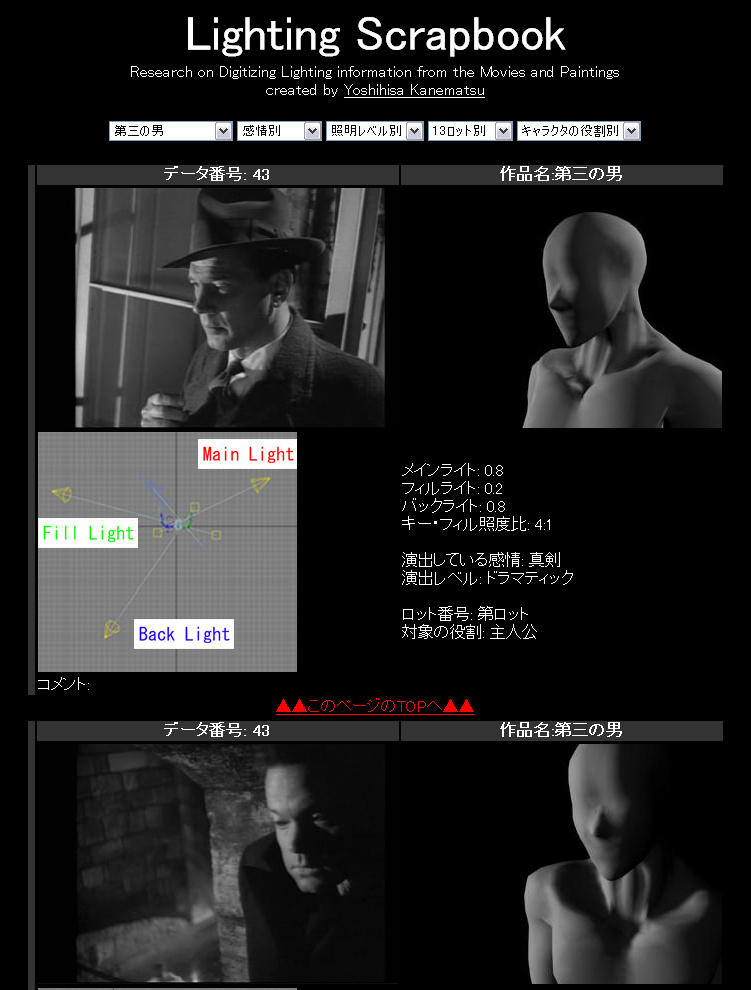 Lighting Scrapbook
Research on Digitizing Lighting information from the Movies and Paintings
created by Yoshihisa Kanematsu
第三の男 感情別 照明レベル別 13ロット別 キャラクタの役割別
データ番号: 43 作品名:第三の男
Main Light
Fill Light
Back Light
メインライト: 0.8
フィルライト: 0.2
バックライト: 0.8
キー・フィル照度比: 4:1
演出している感情: 真剣
演出レベル: ドラマティック
ロット番号: 第ロット
対象の役割: 主人公
コメント:
▲▲このページのTOPへ▲▲
データ番号: 43 作品名:第三の男